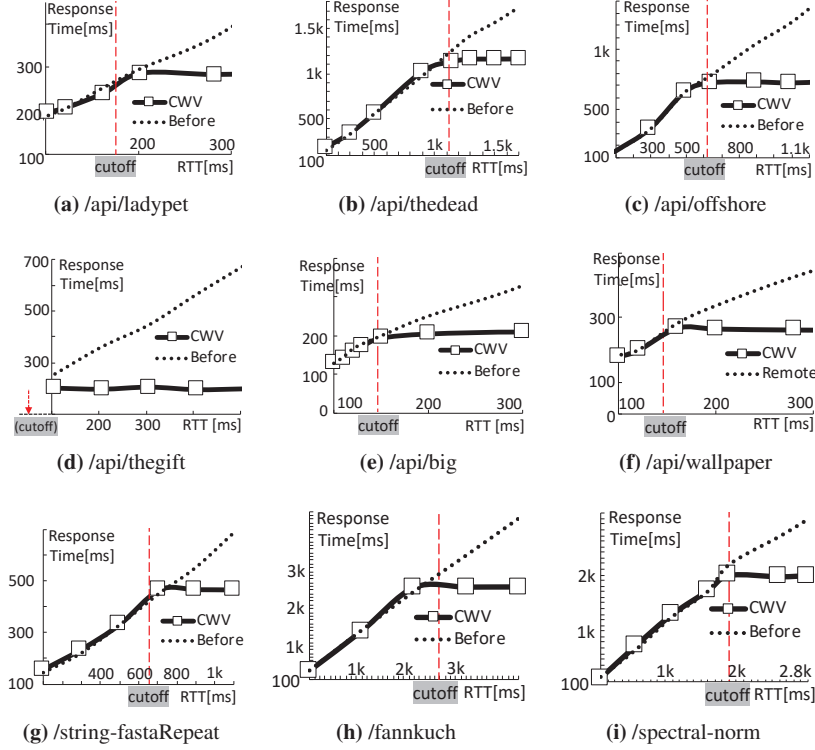 Response
Time[ms]
300
200
100
CWV
Before
200
300
cutoff
RTT[ms]
(a) /api/ladypet
Response
Time[ms]
1.5k
1k
500
100
CWV
Before
500
1k
1.5k
cutoff
RTT[ms]
(b) /api/thedead
Response
Time[ms]
1k
500
100
CWV
Before
300
500
800
1.1k
cutoff
RTT[ms]
(c) /api/offshore
700
Response
Time[ms]
500
300
CWV
Before
(cutoff)
200
300
RTT [ms]
(d) /api/thegift
Response
Time[ms]
200
100
0
CWV
Before
100
200
300
cutoff
RTT [ms]
(e) /api/big
Response
Time[ms]
300
100
0
CWV
Remote
100
200
300
cutoff
RTT [ms]
(f) /api/wallpaper
Response
Time[ms]
500
300
100
CWV
Before
400
600
800
1k
cutoff
RTT[ms]
(g) /string-fastaRepeat
Response
Time[ms]
3k
2k
1k
100
CWV
Before
1k
2k
3k
cutoff
RTT[ms]
(h) /fannkuch
Response
Time[ms]
2k
1k
100
CWV
Before
1k
2k
2.8k
cutoff
RTT[ms]
(i) /spectral-norm